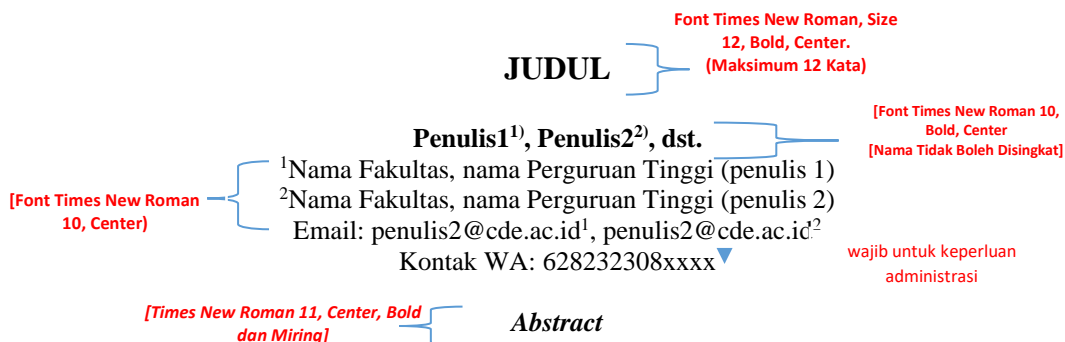 Font Times New Roman, Size
12, Bold, Center.
(Maksimum 12 Kata)
JUDUL
[Font Times New Roman 10,
Bold, Center
[Nama Tidak Boleh Disingkat]
Penulis1¹⁾, Penulis2²⁾, dst.
¹Nama Fakultas, nama Perguruan Tinggi (penulis 1)
²Nama Fakultas, nama Perguruan Tinggi (penulis 2)
[Font Times New Roman
10, Center)
Email: penulis2@cde.ac.id¹, penulis2@cde.ac.id²
Kontak WA: 628232308xxxx
wajib untuk keperluan
administrasi
[Times New Roman 11, Center, Bold
dan Miring]
Abstract